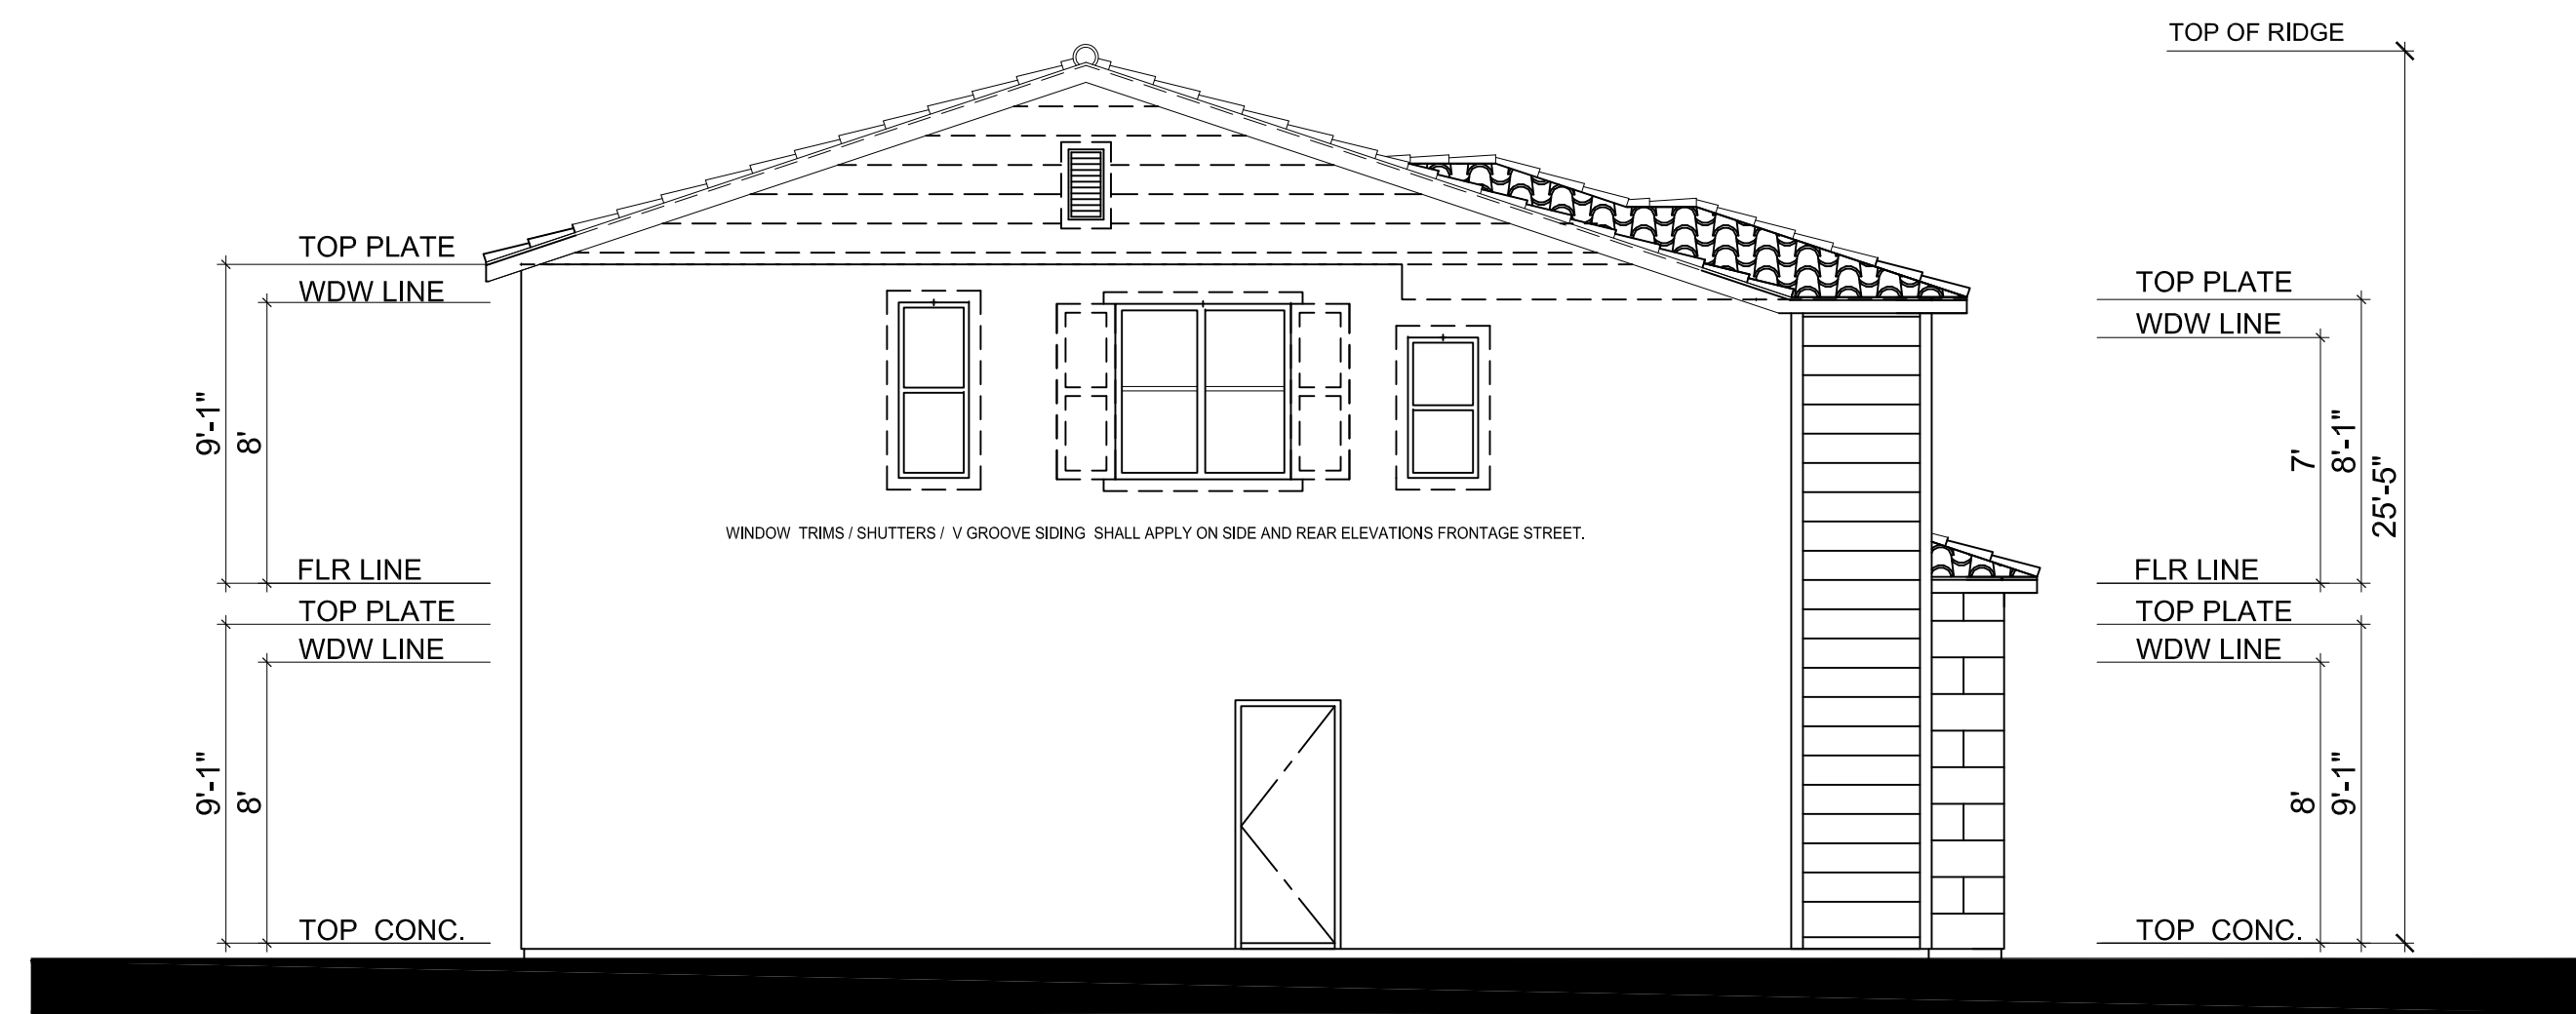 TOP OF RIDGE
TOP PLATE
WDW LINE
9'-1"
8'
FLR LINE
TOP PLATE
WDW LINE
9'-1"
8'
TOP CONC.
WINDOW TRIMS / SHUTTERS / V GROOVE SIDING SHALL APPLY ON SIDE AND REAR ELEVATIONS FRONTAGE STREET.
TOP PLATE
WDW LINE
7'
8'-1"
25'-5"
FLR LINE
TOP PLATE
WDW LINE
8'
9'-1"
TOP CONC.